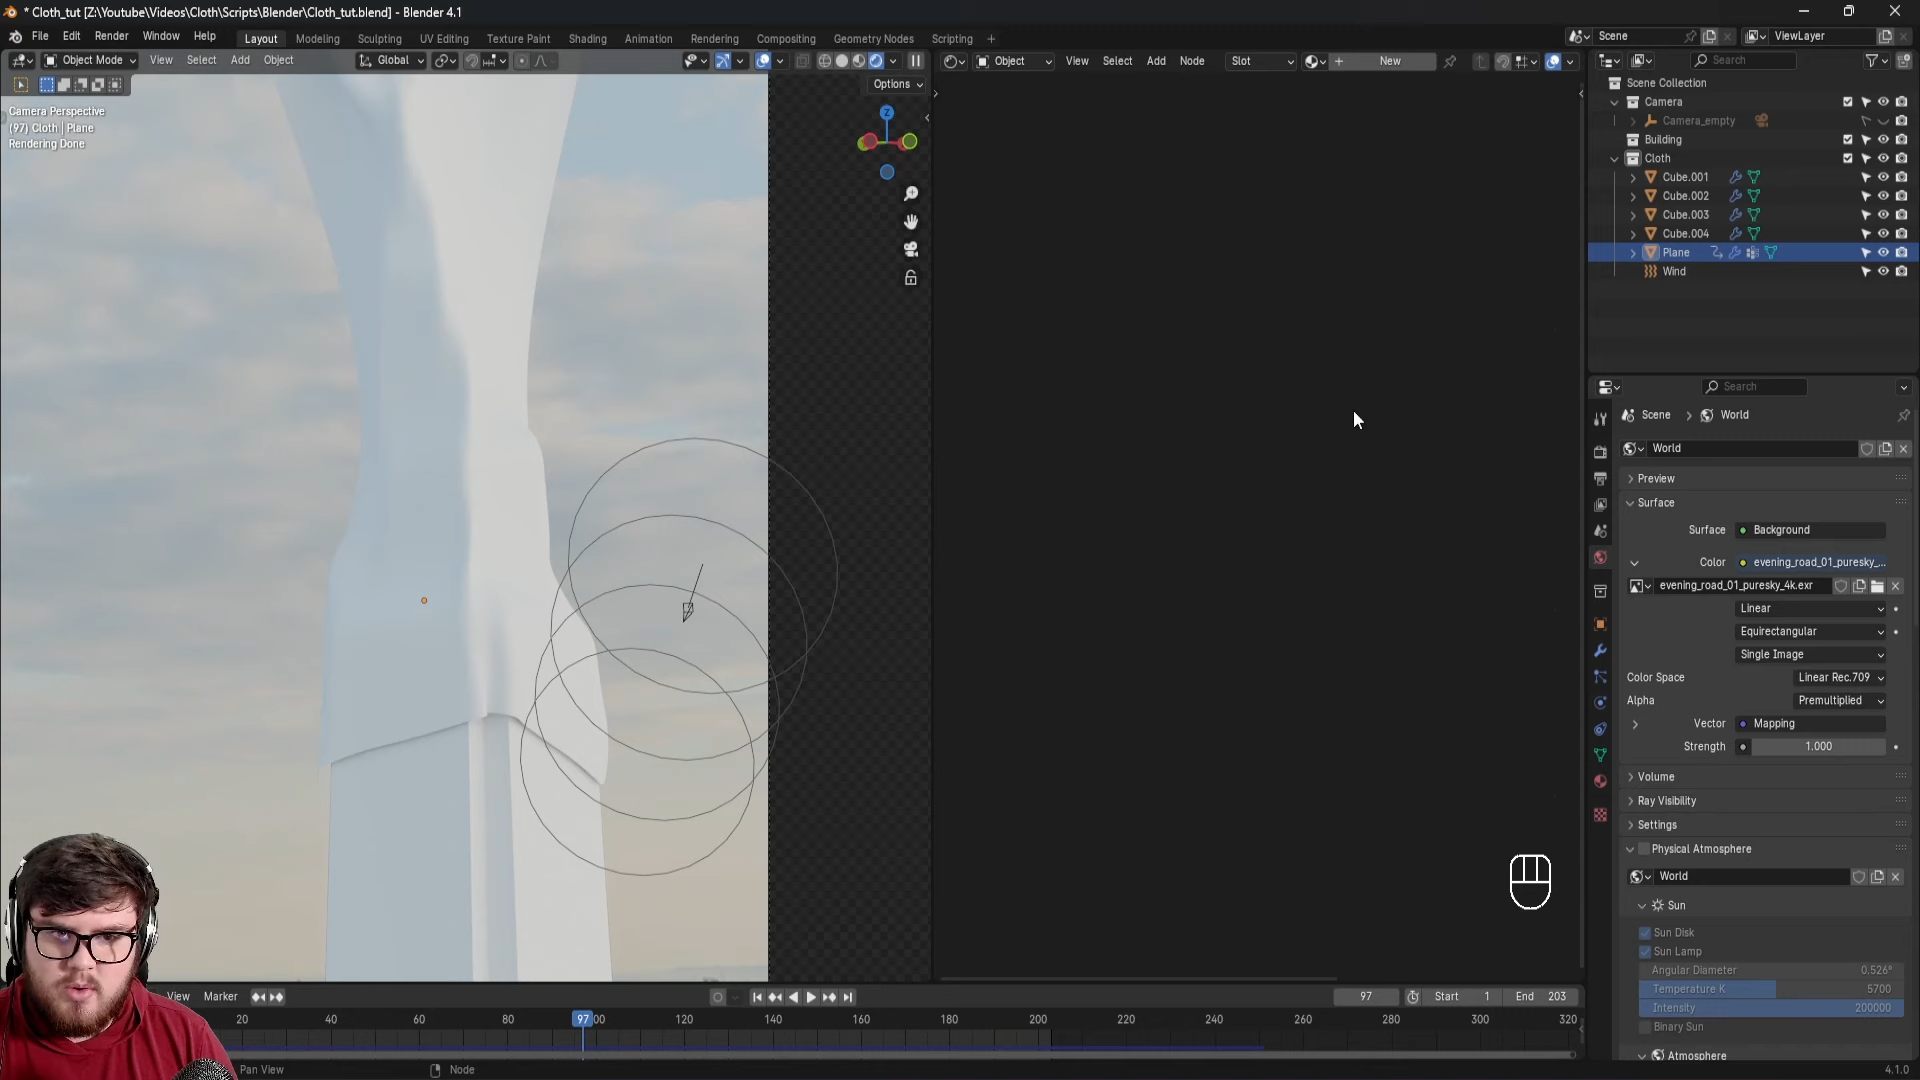 * Cloth_tut [Z:\Youtube\Videos\Cloth\Scripts\Blender\Cloth_tut.blend] - Blender 4.1
File Edit Render Window Help Layout Modeling Sculpting UV Editing Texture Paint Shading Animation Rendering Compositing Geometry Nodes Scripting + Scene ViewLayer
Object Mode View Select Add Object Global Object View Select Add Node Slot + New Search
Options
Camera Perspective
(97) Cloth | Plane
Rendering Done
Z
Scene Collection
Camera
Camera_empty
Building
Cloth
Cube.001
Cube.002
Cube.003
Cube.004
Plane
Wind
Search
Scene > World
World
Preview
Surface
Surface Background
Color evening_road_01_puresky_...
evening_road_01_puresky_4k.exr
Linear
Equirectangular
Single Image
Color Space Linear Rec.709
Alpha Premultiplied
Vector Mapping
Strength 1.000
Volume
Ray Visibility
Settings
Physical Atmosphere
World
Sun
Sun Disk
Sun Lamp
Angular Diameter 0.526°
Temperature K 5700
Intensity 200000
Binary Sun
Atmosphere
View Marker 97 Start 1 End 203
20 40 60 80 97 00 120 140 160 180 200 220 240 260 280 300 320
Pan View Node 4.1.0